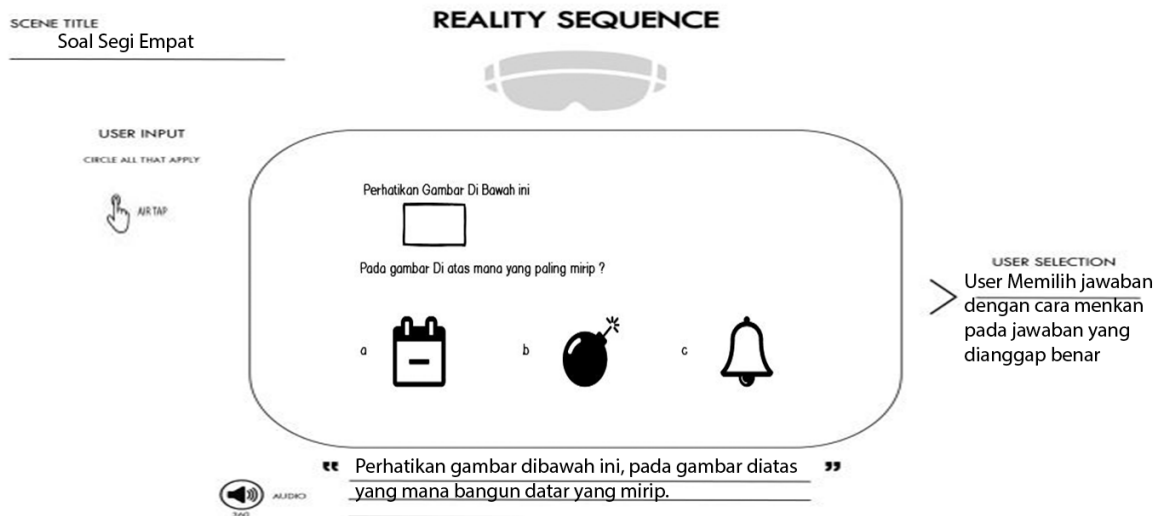 REALITY SEQUENCE
SCENE TITLE
Soal Segi Empat
USER INPUT
CIRCLE ALL THAT APPLY
AIR TAP
Perhatikan Gambar Di Bawah ini
Pada gambar Di atas mana yang paling mirip ?
a
b
c
USER SELECTION
User Memilih jawaban
dengan cara menkan
pada jawaban yang
dianggap benar
" Perhatikan gambar dibawah ini, pada gambar diatas "
yang mana bangun datar yang mirip.
AUDIO
360